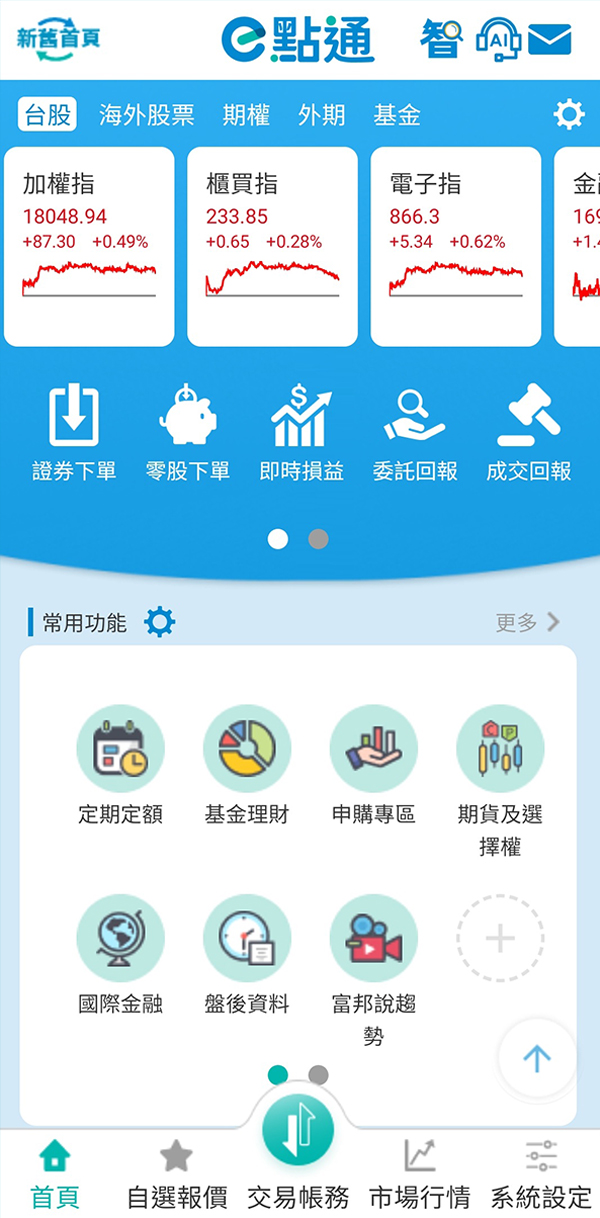 新舊首頁
e點通
智
AI
台股 海外股票 期權 外期 基金
加權指 櫃買指 電子指
18048.94 233.85 866.3
+87.30 +0.49% +0.65 +0.28% +5.34 +0.62%
$
證券下單 零股下單 即時損益 委託回報 成交回報
常用功能 更多
C P
定期定額 基金理財 申購專區 期貨及選
擇權
國際金融 盤後資料 富邦說趨
勢
首頁 自選報價 交易帳務 市場行情 系統設定